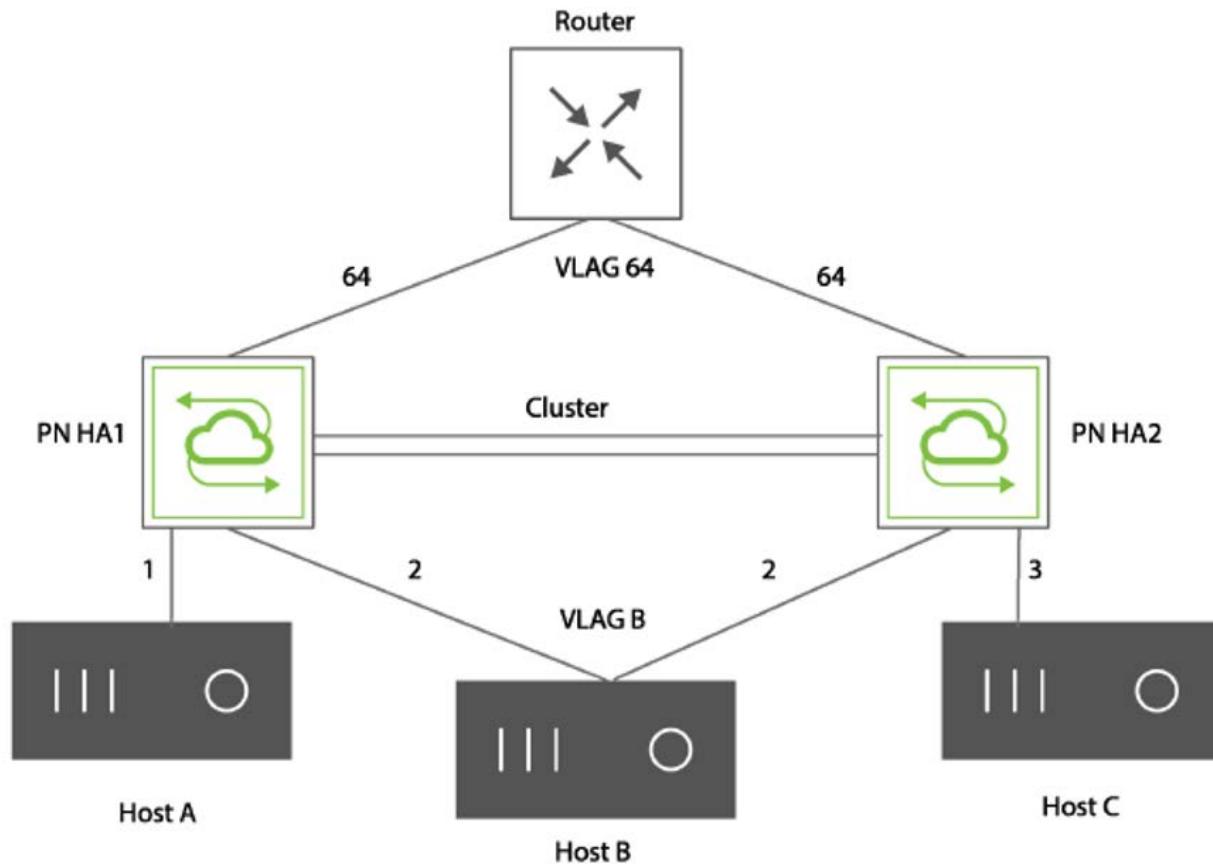 Router
64
VLAG 64
64
PN HA1
Cluster
PN HA2
1
2
2
3
VLAG B
Host A
Host B
Host C